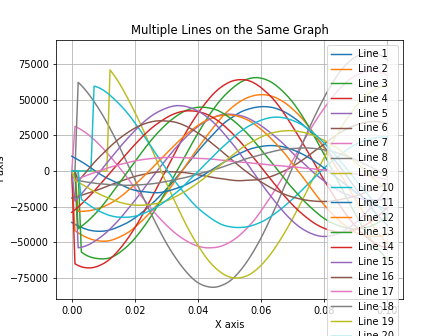 Multiple Lines on the Same Graph
75000
50000
25000
0
−25000
−50000
−75000
0.00
0.02
0.04
0.06
X axis
Line 1
Line 2
Line 3
Line 4
Line 5
Line 6
Line 7
Line 8
Line 9
Line 10
Line 11
Line 12
Line 13
Line 14
Line 15
Line 16
Line 17
Line 18
Line 19
Line 20